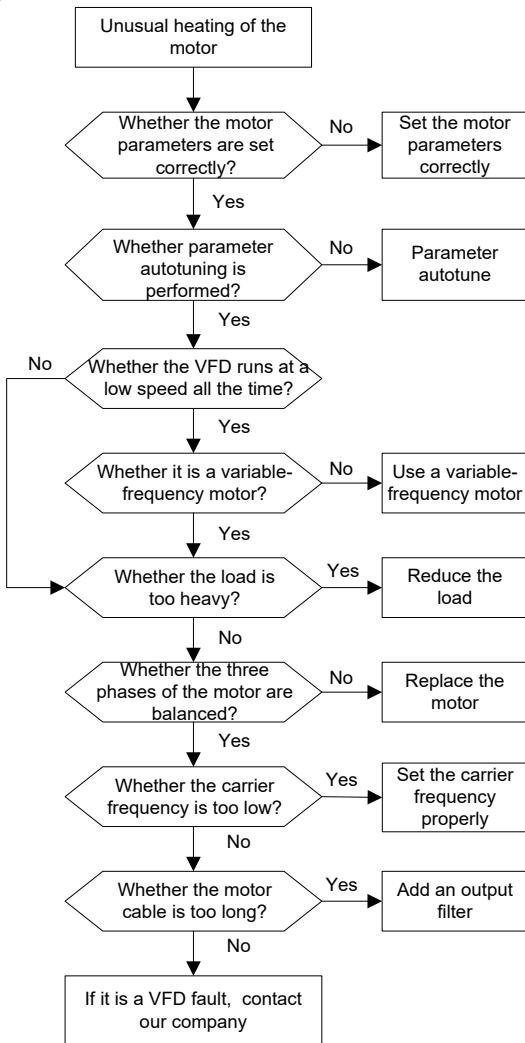 Unusual heating of the
motor
Whether the motor
parameters are set
correctly?
No
Set the motor
parameters
correctly
Yes
Whether parameter
autotuning is
performed?
No
Parameter
autotune
Yes
No
Whether the VFD runs at a
low speed all the time?
Yes
Whether it is a variable-
frequency motor?
No
Use a variable-
frequency motor
Yes
Whether the load is
too heavy?
Yes
Reduce the
load
No
Whether the three
phases of the motor are
balanced?
No
Replace the
motor
Yes
Whether the carrier
frequency is too low?
Yes
Set the carrier
frequency
properly
No
Whether the motor
cable is too long?
Yes
Add an output
filter
No
If it is a VFD fault, contact
our company